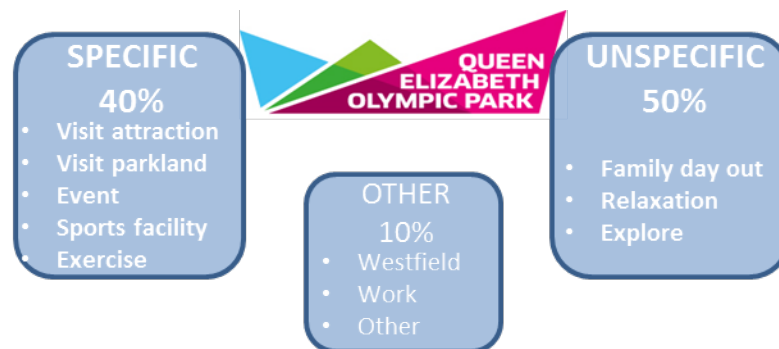 SPECIFIC
40%
• Visit attraction
• Visit parkland
• Event
• Sports facility
• Exercise
QUEEN
ELIZABETH
OLYMPIC PARK
OTHER
10%
• Westfield
• Work
• Other
UNSPECIFIC
50%
• Family day out
• Relaxation
• Explore